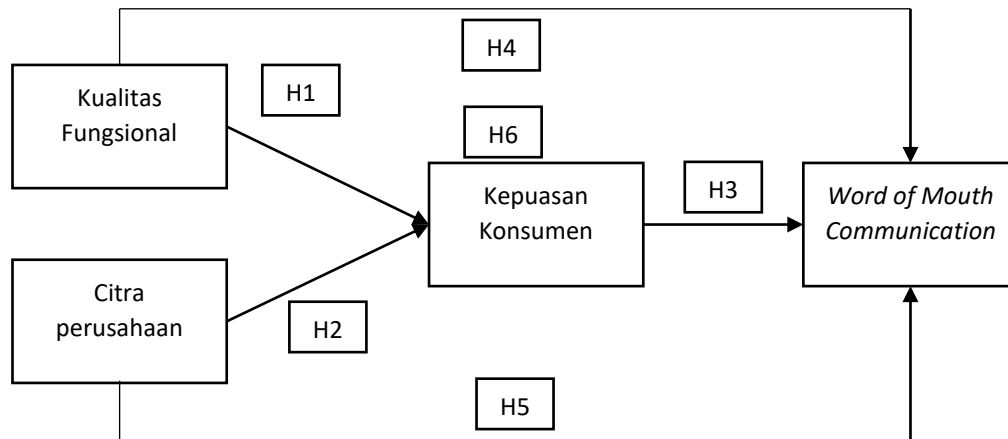 H4
Kualitas
Fungsional
H1
H6
Kepuasan
Konsumen
H3
Word of Mouth
Communication
Citra
perusahaan
H2
H5